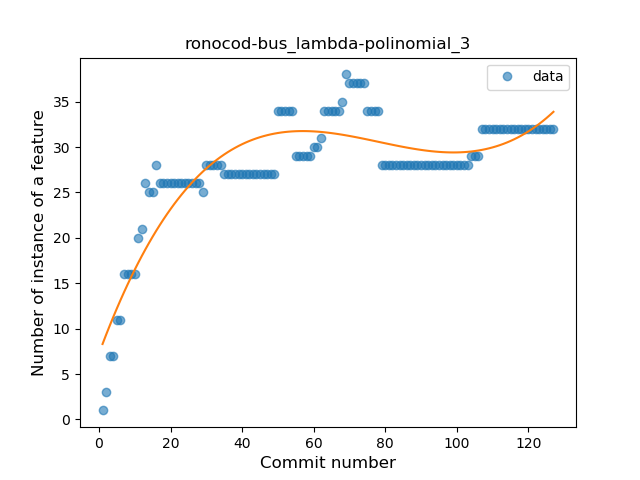 ronocod-bus_lambda-polinomial_3
data
Number of instance of a feature
35
30
25
20
15
10
5
0
0 20 40 60 80 100 120
Commit number